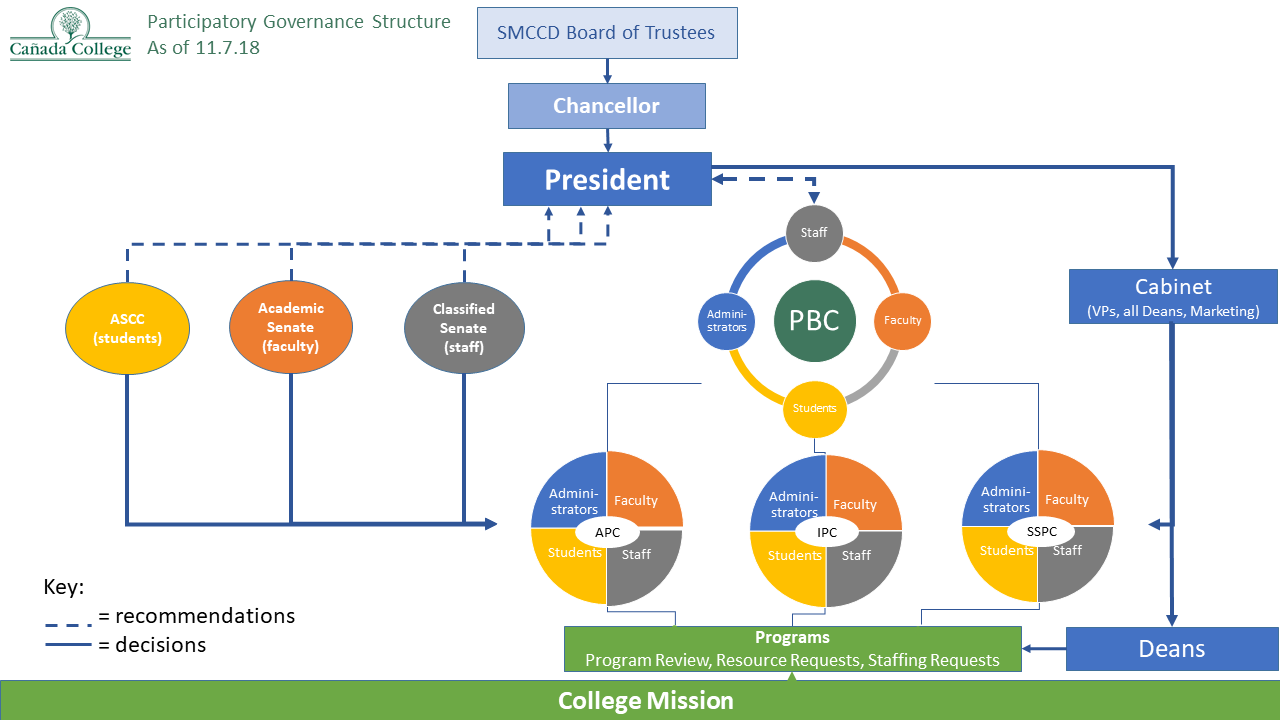 Cañada College
Participatory Governance Structure
As of 11.7.18
SMCCD Board of Trustees
Chancellor
President
Staff
Cabinet
(VPs, all Deans, Marketing)
ASCC
(students)
Academic
Senate
(faculty)
Classified
Senate
(staff)
Admini-
strators
PBC
Faculty
Students
Admini-
strators
Faculty
APC
Students
Staff
Admini-
strators
Faculty
IPC
Students
Staff
Admini-
strators
Faculty
SSPC
Students
Staff
Key:
= recommendations
= decisions
Programs
Program Review, Resource Requests, Staffing Requests
Deans
College Mission